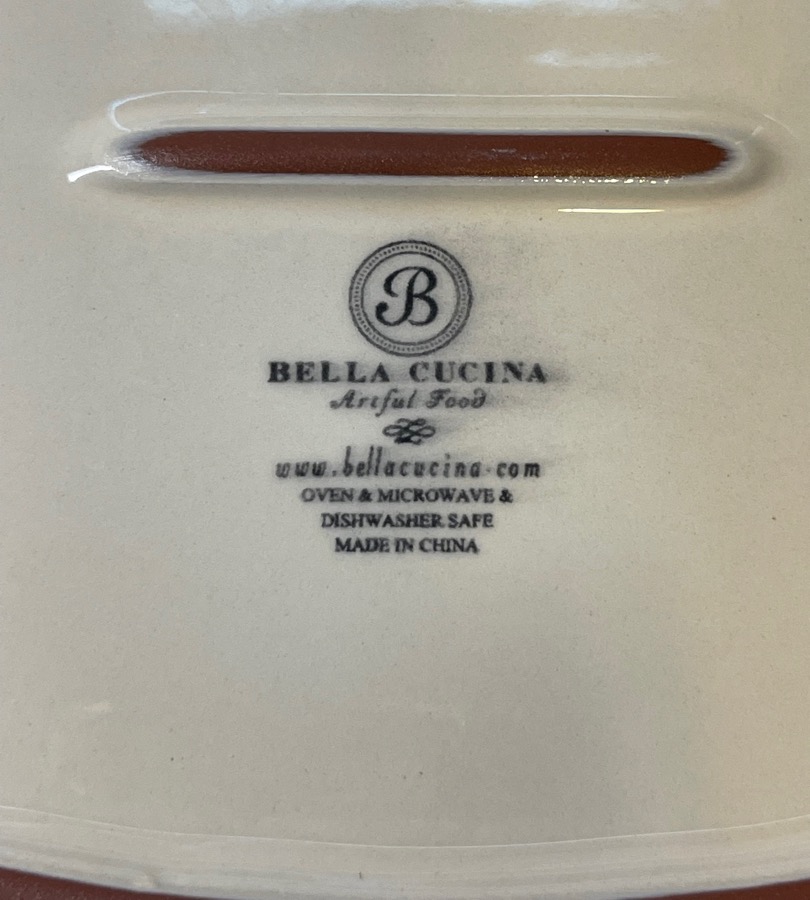 B
BELLA CUCINA
Artful Food
www.bellacucina.com
OVEN & MICROWAVE &
DISHWASHER SAFE
MADE IN CHINA